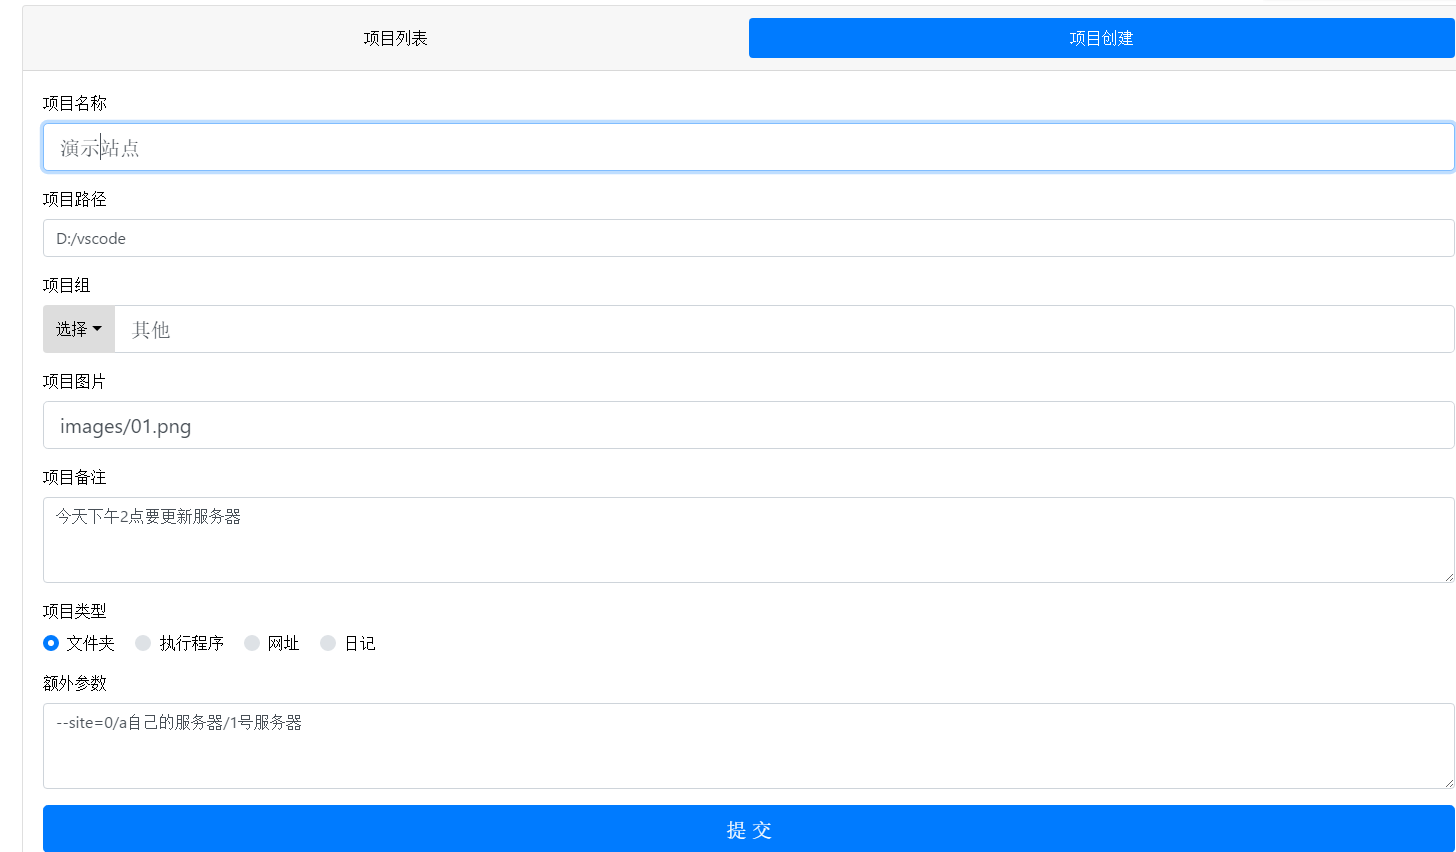 项目列表
项目创建
项目名称
演示站点
项目路径
D:/vscode
项目组
选择 其他
项目图片
images/01.png
项目备注
今天下午2点要更新服务器
项目类型
文件夹 执行程序 网址 日记
额外参数
--site=0/a自己的服务器/1号服务器
提 交